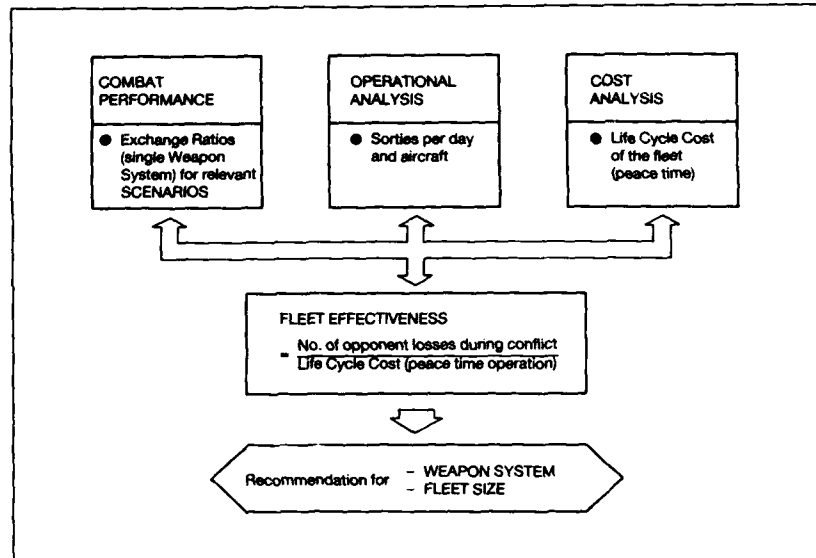 COMBAT
PERFORMANCE
● Exchange Ratios
(single Weapon
System) for relevant
SCENARIOS
OPERATIONAL
ANALYSIS
● Sorties per day
and aircraft
COST
ANALYSIS
● Life Cycle Cost
of the fleet
(peace time)
FLEET EFFECTIVENESS
= No. of opponent losses during conflict
Life Cycle Cost (peace time operation)
Recommendation for - WEAPON SYSTEM
- FLEET SIZE